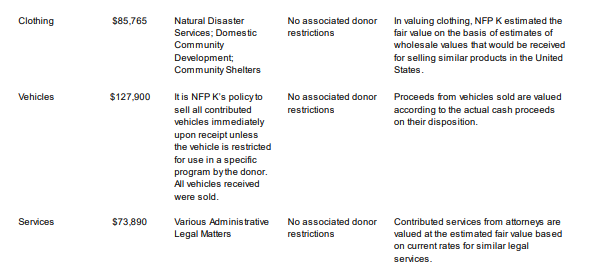 Clothing $85,765 Natural Disaster No associated donor In valuing clothing, NFP K estimated the
Services; Domestic restrictions fair value on the basis of estimates of
Community wholesale values that would be received
Development; for selling similar products in the United
Community Shelters States.
Vehicles $127,900 It is NFP K's policy to No associated donor Proceeds from vehicles sold are valued
sell all contributed restrictions according to the actual cash proceeds
vehicles immediately on their disposition.
upon receipt unless
the vehicle is restricted
for use in a specific
program by the donor.
All vehicles received
were sold.
Services $73,890 Various Administrative No associated donor Contributed services from attorneys are
Legal Matters restrictions valued at the estimated fair value based
on current rates for similar legal
services.